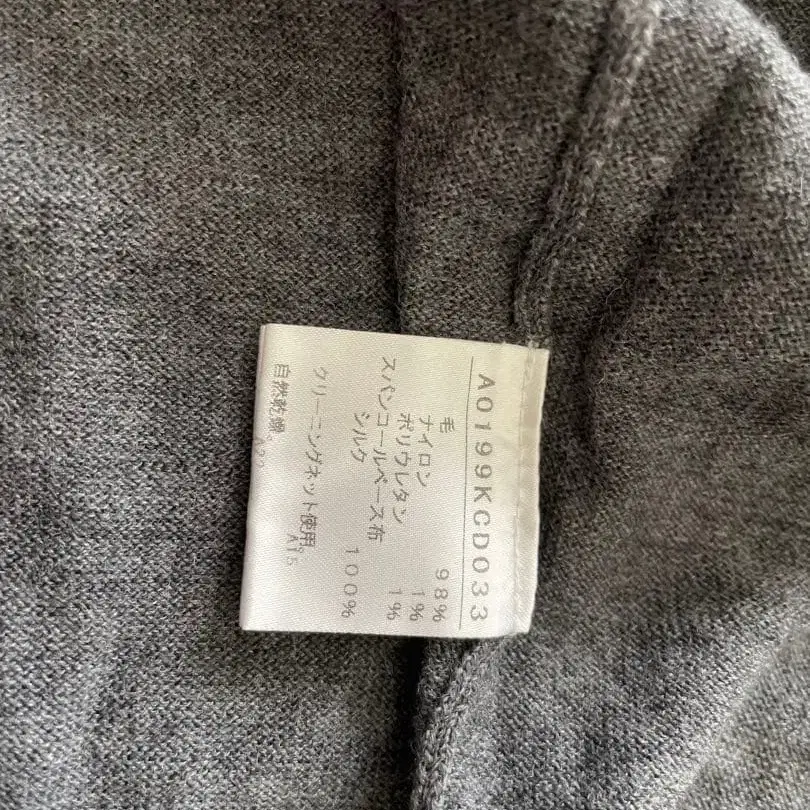 A0199KCD033
毛 98%
ナイロン 1%
ポリウレタン 1%
スパンコールベース布
シルク 100%
クリーニングネット使用。
A15
自然乾燥。